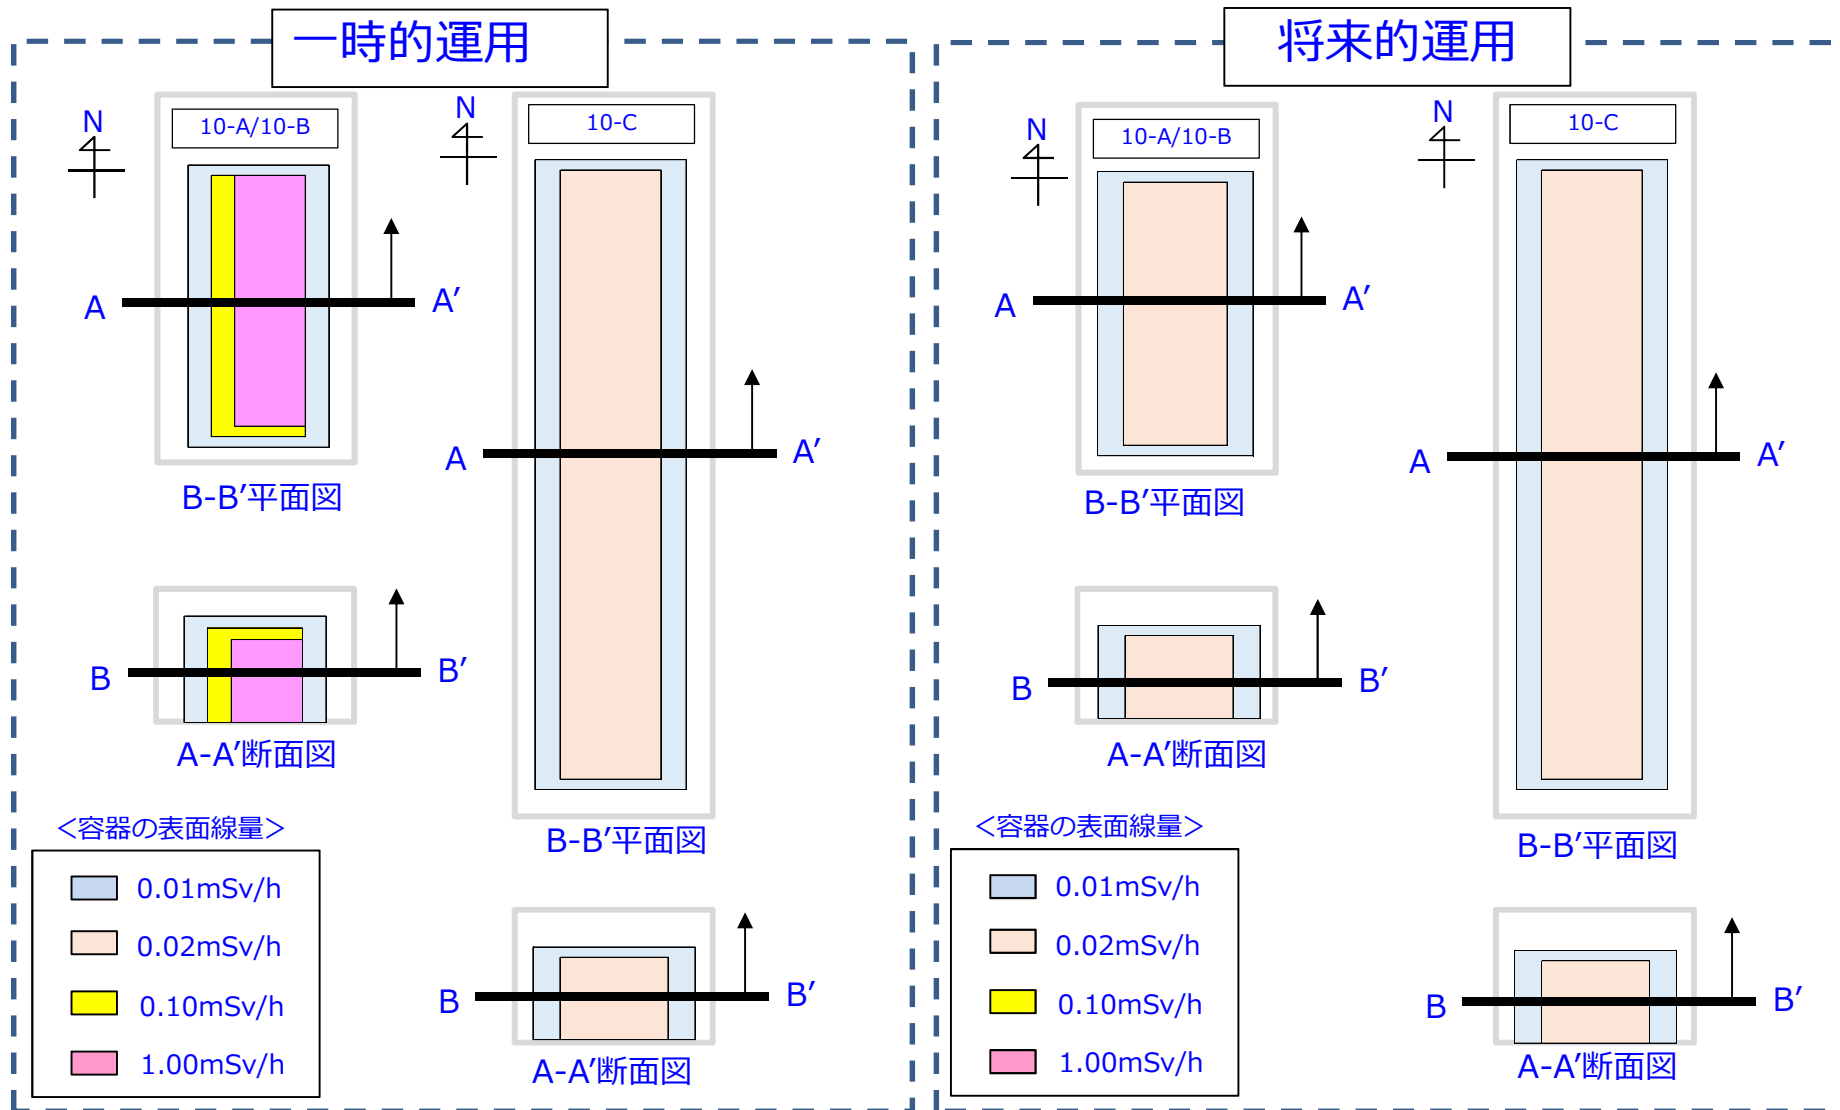 一時的運用
N
10-A/10-B
A
A′
B-B′平面図
B
B′
A-A′断面図
N
10-C
A
A′
B-B′平面図
B
B′
A-A′断面図
<容器の表面線量>
0.01mSv/h
0.02mSv/h
0.10mSv/h
1.00mSv/h
将来的運用
N
10-A/10-B
A
A′
B-B′平面図
B
B′
A-A′断面図
N
10-C
A
A′
B-B′平面図
B
B′
A-A′断面図
<容器の表面線量>
0.01mSv/h
0.02mSv/h
0.10mSv/h
1.00mSv/h